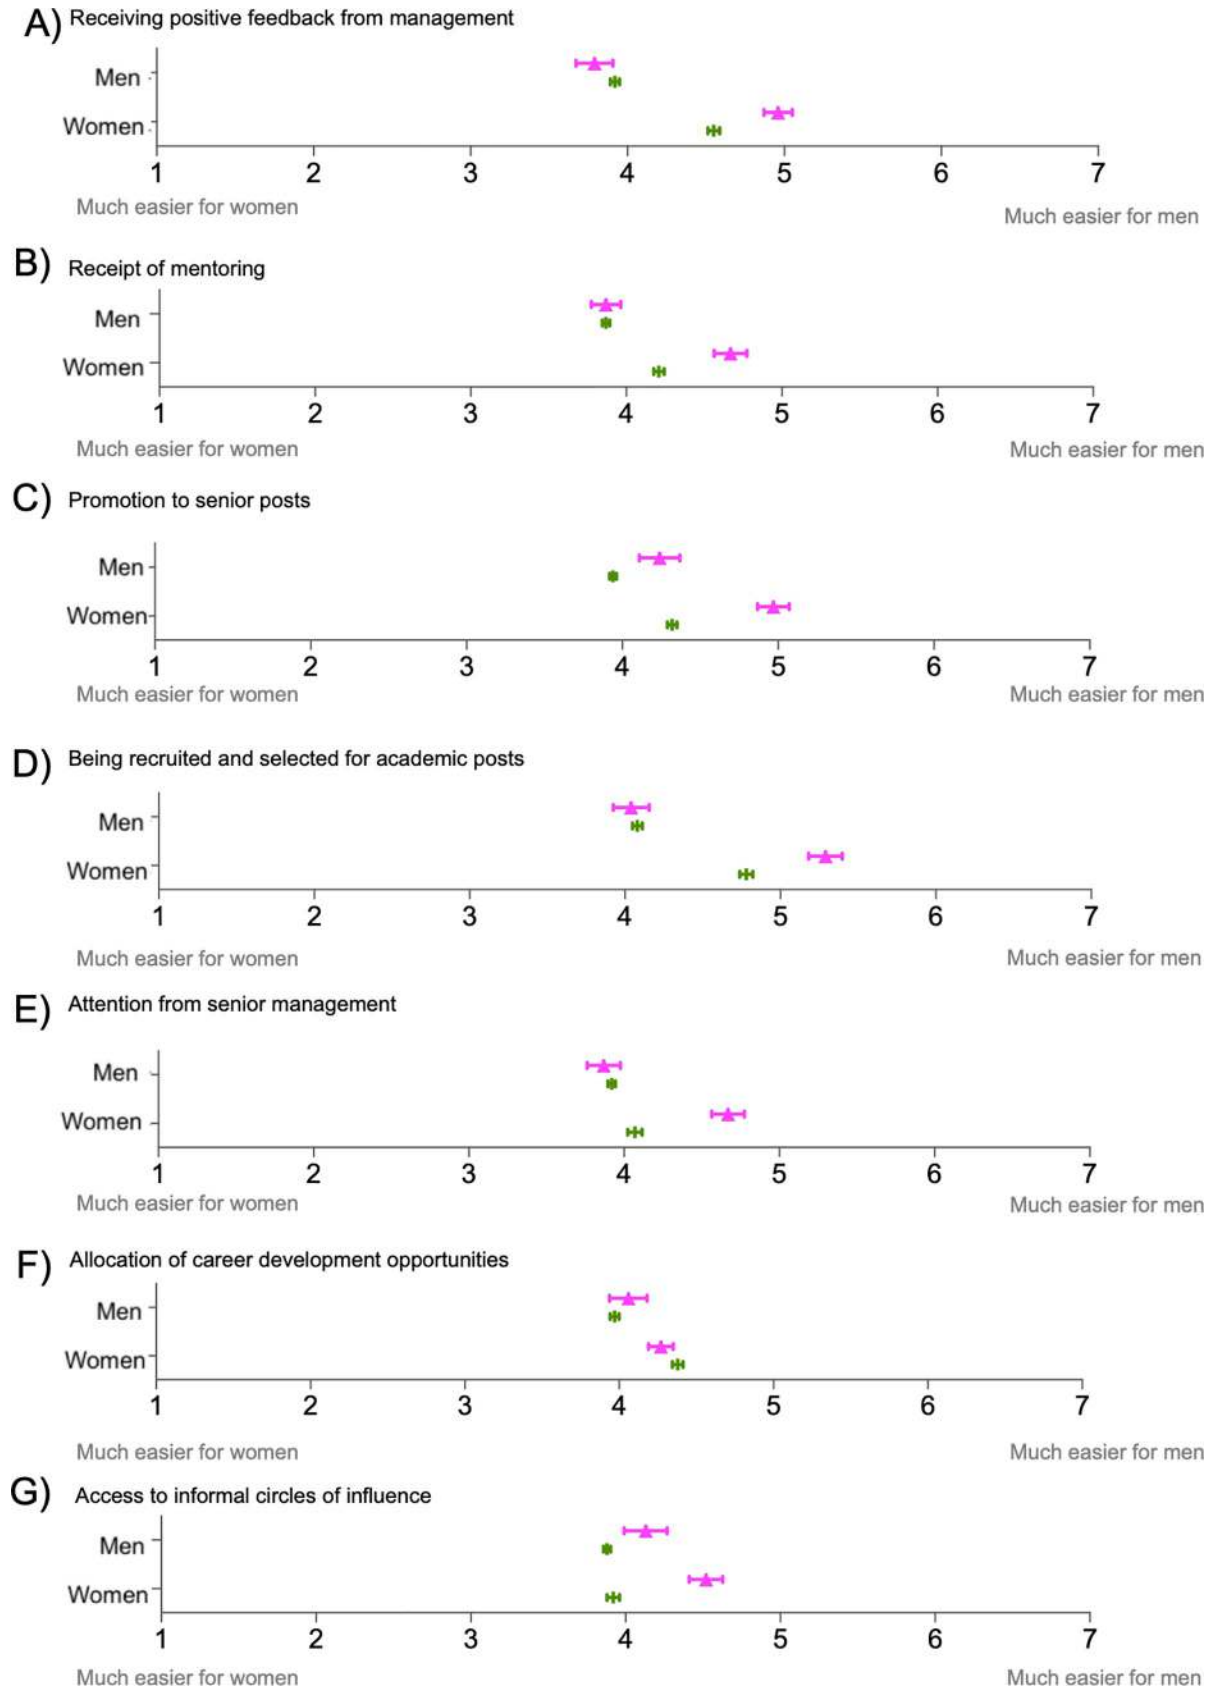 A) Receiving positive feedback from management
Men
Women
1 2 3 4 5 6 7
Much easier for women Much easier for men
B) Receipt of mentoring
Men
Women
1 2 3 4 5 6 7
Much easier for women Much easier for men
C) Promotion to senior posts
Men
Women
1 2 3 4 5 6 7
Much easier for women Much easier for men
D) Being recruited and selected for academic posts
Men
Women
1 2 3 4 5 6 7
Much easier for women Much easier for men
E) Attention from senior management
Men
Women
1 2 3 4 5 6 7
Much easier for women Much easier for men
F) Allocation of career development opportunities
Men
Women
1 2 3 4 5 6 7
Much easier for women Much easier for men
G) Access to informal circles of influence
Men
Women
1 2 3 4 5 6 7
Much easier for women Much easier for men